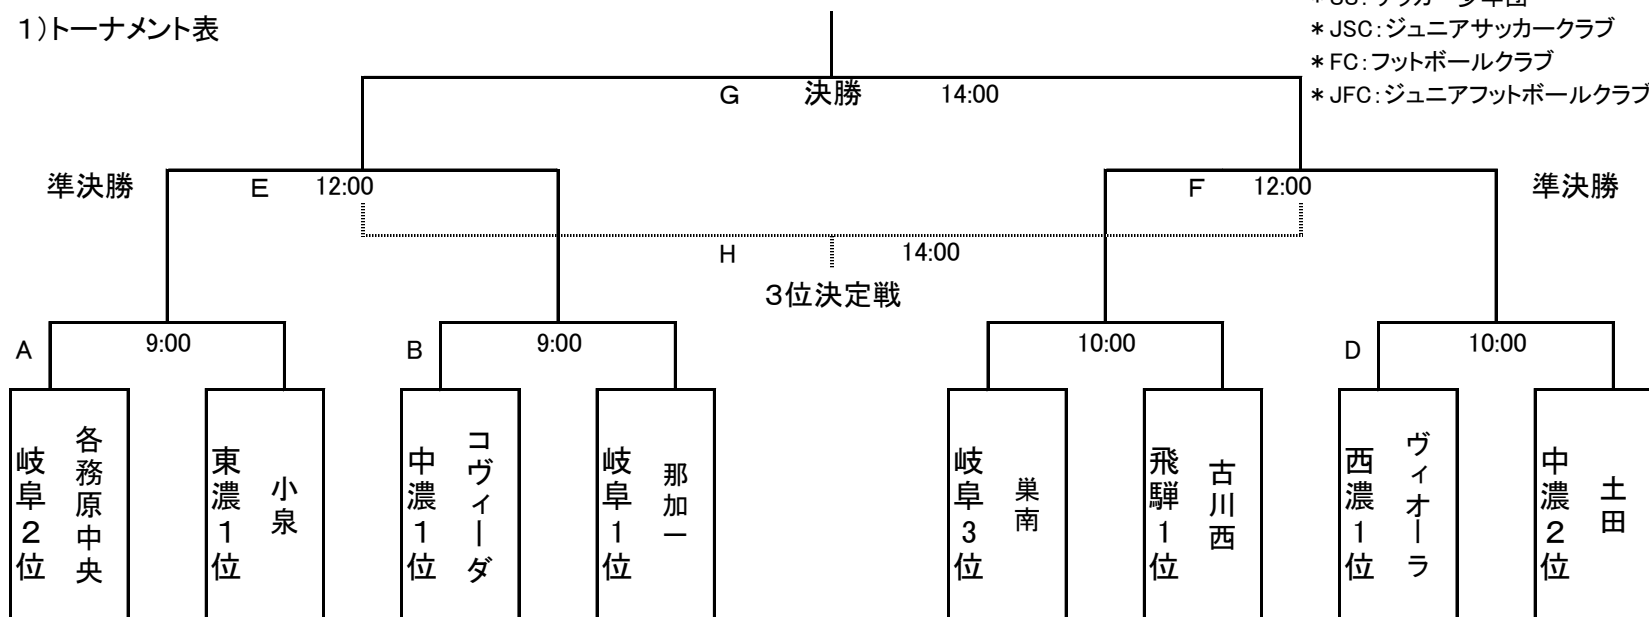 1)トーナメント表
*JSC:ジュニアサッカークラブ
*FC:フットボールクラブ
*JFC:ジュニアフットボールクラブ
G 決勝 14:00
準決勝 E 12:00 F 12:00 準決勝
H 14:00
3位決定戦
A 9:00 B 9:00 10:00 D 10:00
岐阜2位
各務原中央
東濃1位
小泉
中濃1位
コヴィーダ
岐阜1位
那加一
岐阜3位
巣南
飛騨1位
古川西
西濃1位
ヴィオーラ
中濃2位
土田